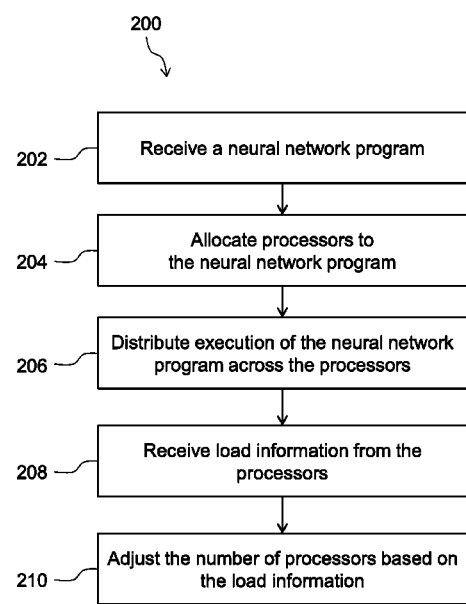 200
202
Receive a neural network program
204
Allocate processors to
the neural network program
206
Distribute execution of the neural network
program across the processors
208
Receive load information from the
processors
210
Adjust the number of processors based on
the load information